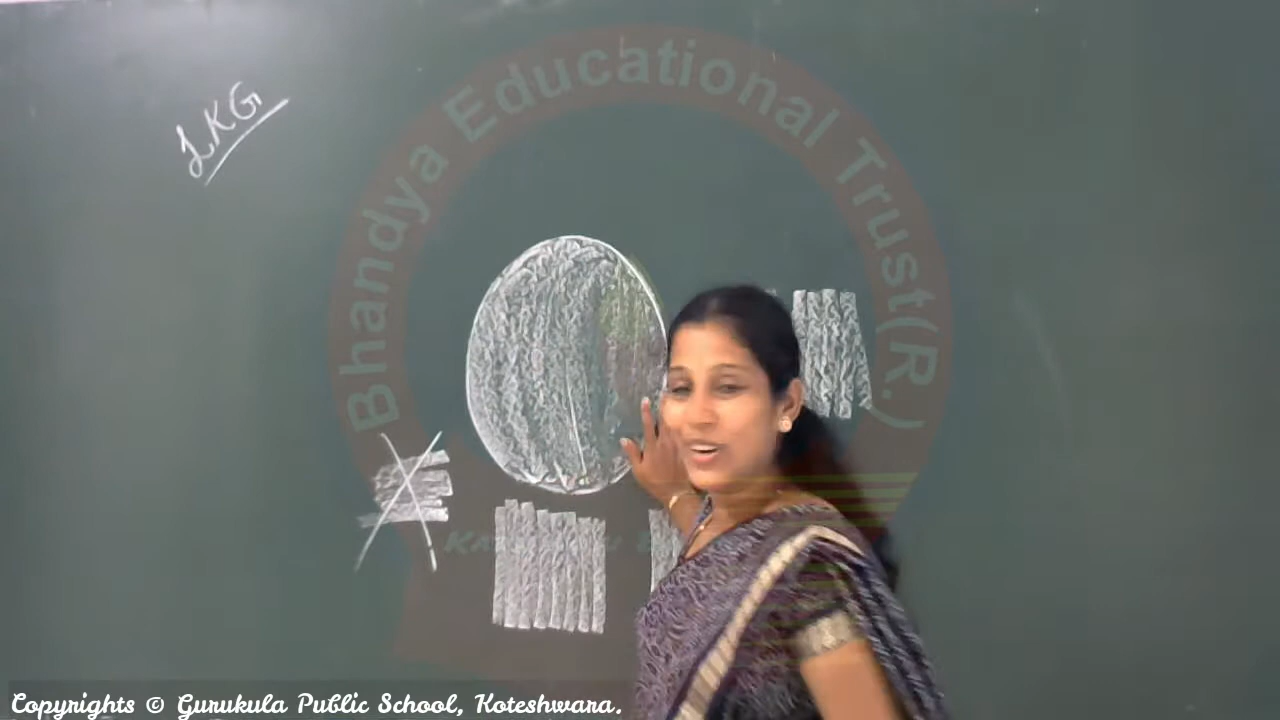 LKG
Bhandya Educational Trust(R.)
Copyrights © Gurukula Public School, Koteshwara.